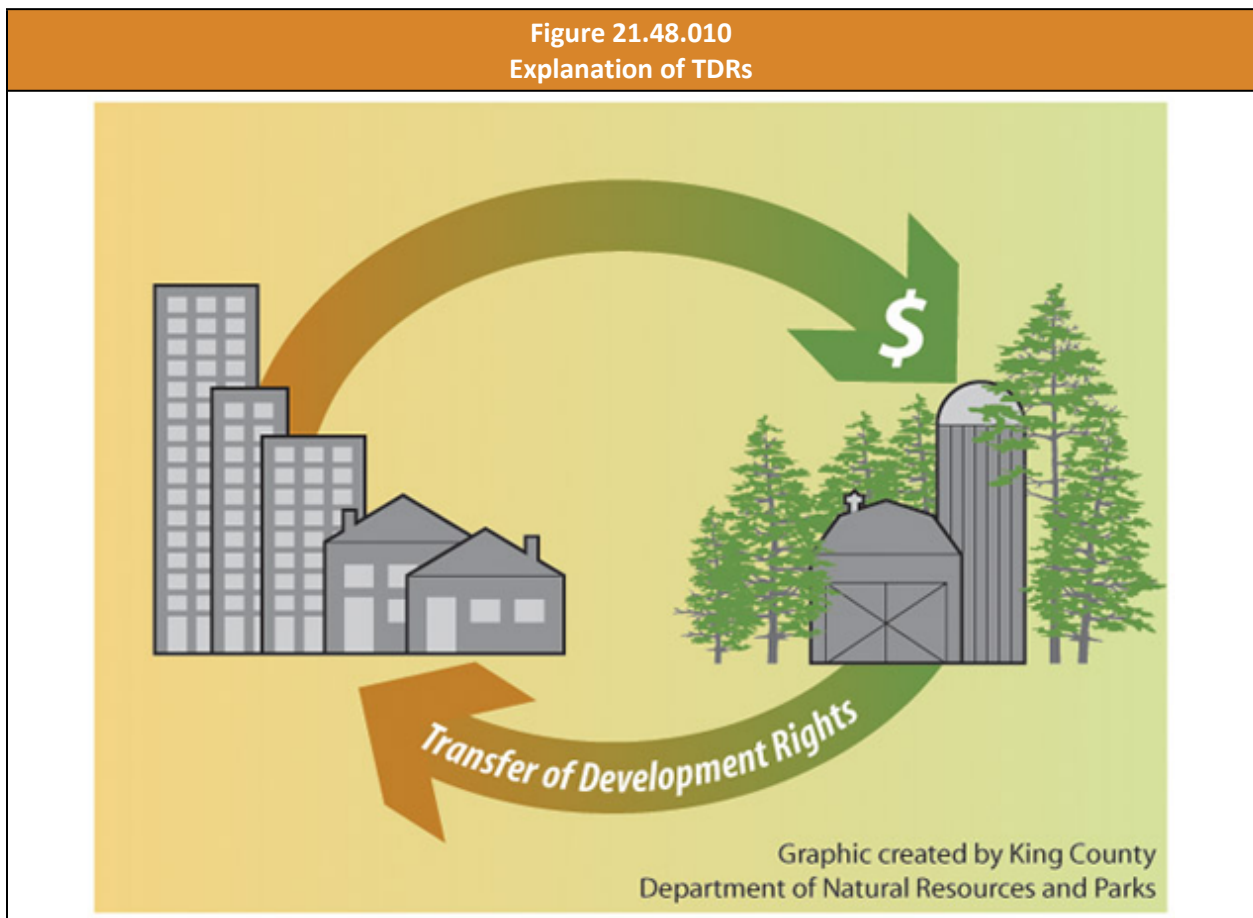 Figure 21.48.010
Explanation of TDRs
$
Transfer of Development Rights
Graphic created by King County
Department of Natural Resources and Parks